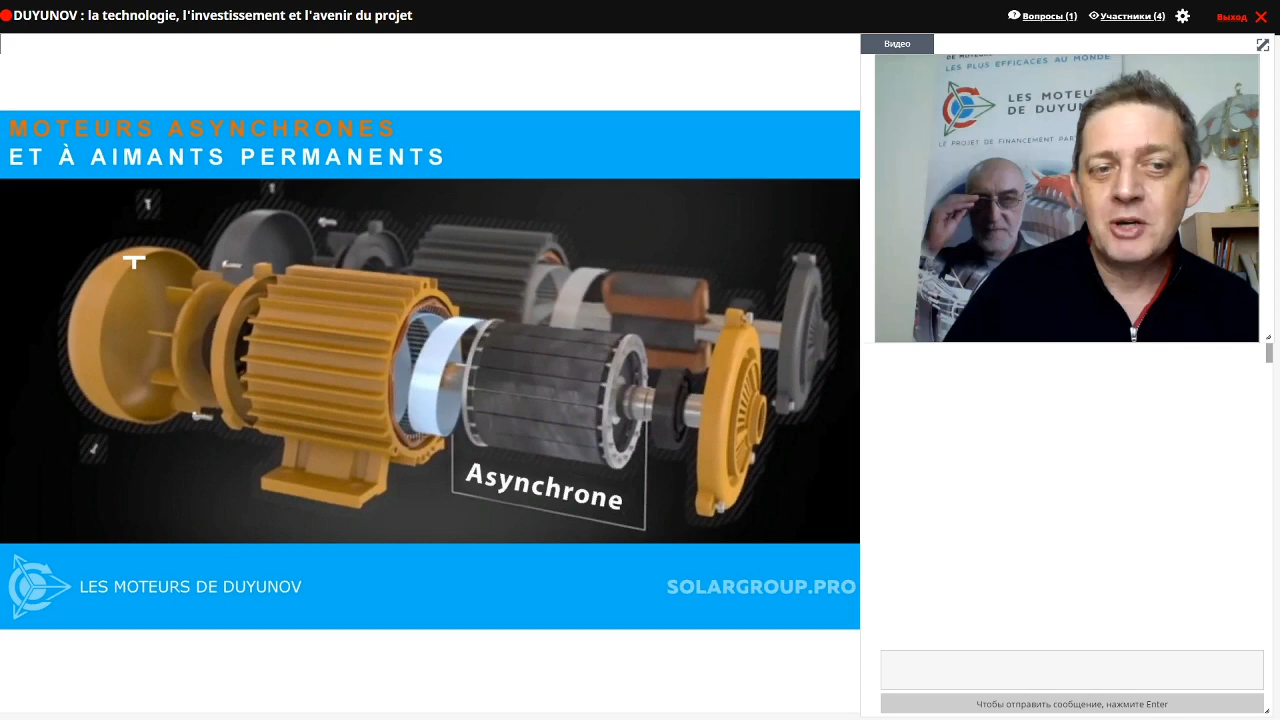 DUYUNOV : la technologie, l'investissement et l'avenir du projet
Вопросы (1)
Участники (4)
Выход
Видео
MOTEURS ASYNCHRONES
ET À AIMANTS PERMANENTS
Asynchrone
LES MOTEURS DE DUYUNOV
SOLARGROUP.PRO
LES PLUS EFFICACES AU MONDE
LES MOTEU
DE DUYUN
LE PROJET DE FINANCEMENT PAR
Чтобы отправить сообщение, нажмите Enter